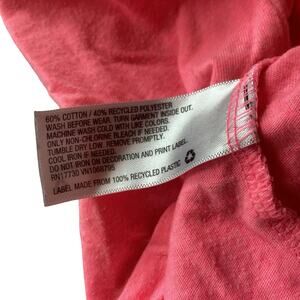 60% COTTON / 40% RECYCLED POLYESTER
WASH BEFORE WEAR. TURN GARMENT INSIDE OUT.
MACHINE WASH COLD WITH LIKE COLORS.
ONLY NON-CHLORINE BLEACH IF NEEDED.
TUMBLE DRY LOW. REMOVE PROMPTLY.
COOL IRON IF NEEDED.
DO NOT IRON ON DECORATION AND PRINT LABEL.
RN17730 VN1068795
LABEL MADE FROM 100% RECYCLED PLASTIC